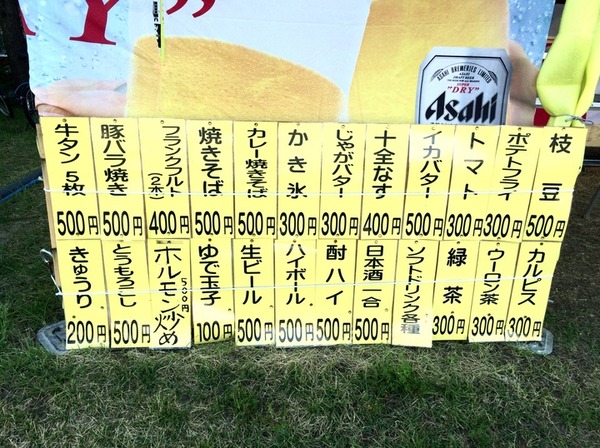 RY"
ASAHI BREWERIES LIMITED
ASAHI
DRAFT BEER
SUPER
"DRY"
Asahi
枝豆 500円
ポテトフライ 300円
トマト 300円
イカバター 500円
十全なす 400円
じゃがバター 300円
かき氷 300円
カレー焼きそば 500円
焼きそば 500円
フランクフルト(2本) 400円
豚バラ焼き 500円
牛タン 5枚 500円
カルピス 300円
ウーロン茶 300円
緑茶 300円
ソフトドリンク各種
日本酒一合 500円
酎ハイ 500円
ハイボール 500円
生ビール 500円
ゆで玉子 100円
ホルモン炒め 500円
とうもろこし 500円
きゅうり 200円